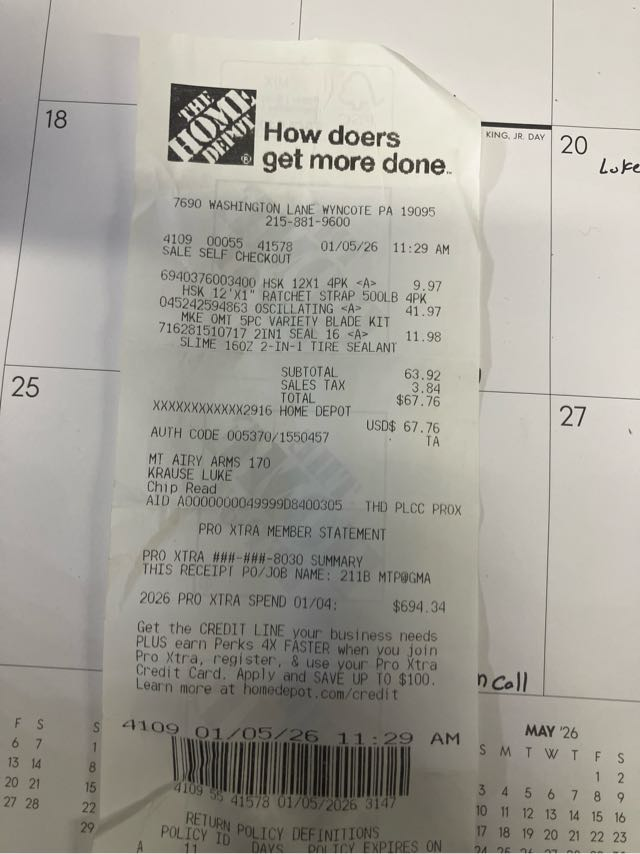 THE
HOME
DEPOT
®
How doers
get more done™
7690 WASHINGTON LANE WYNCOTE PA 19095
215-881-9600
4109 00055 41578 01/05/26 11:29 AM
SALE SELF CHECKOUT
6940376003400 HSK 12X1 4PK <A> 9.97
HSK 12'X1" RATCHET STRAP 500LB 4PK
045242594863 OSCILLATING <A> 41.97
MKE OMT 5PC VARIETY BLADE KIT
716281510717 2IN1 SEAL 16 <A> 11.98
SLIME 16OZ 2-IN-1 TIRE SEALANT
SUBTOTAL 63.92
SALES TAX 3.84
TOTAL $67.76
XXXXXXXXXXXX2916 HOME DEPOT
USD$ 67.76
AUTH CODE 005370/1550457 TA
MT AIRY ARMS 170
KRAUSE LUKE
Chip Read
AID A0000000049999D8400305 THD PLCC PROX
PRO XTRA MEMBER STATEMENT
PRO XTRA ###-###-8030 SUMMARY
THIS RECEIPT PO/JOB NAME: 211B MTP@GMA
2026 PRO XTRA SPEND 01/04: $694.34
Get the CREDIT LINE your business needs
PLUS earn Perks 4X FASTER when you join
Pro Xtra, register, & use your Pro Xtra
Credit Card. Apply and SAVE UP TO $100.
Learn more at homedepot.com/credit
4109 01/05/26 11:29 AM
4109 55 41578 01/05/2026 3147
RETURN POLICY DEFINITIONS
POLICY ID DAYS POLICY EXPIRES ON
A 11
18
25
KING, JR. DAY
20
Luke
27
n Call
F S
6 7
13 14
20 21
27 28
S
1
8
15
22
29
MAY '26
S M T W T F S
1 2
3 4 5 6 7 8 9
10 11 12 13 14 15 16
17 18 19 20 21 22 23
24 25 26 27 28 29 30